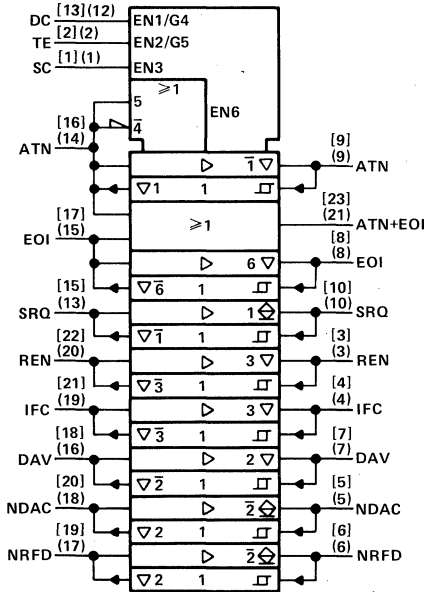 DC [13](12) EN1/G4
TE [2](2) EN2/G5
SC [1](1) EN3
≥1
5 EN6
[16] 4̅
ATN (14) [9]
▷ 1̅ ▽ (9) ATN
▽1 1 [23]
[17] (21) ATN+EOI
EOI (15) ≥1 [8]
▷ 6 ▽ (8) EOI
[15] ▽6̅ 1 [10]
SRQ (13) ▷ 1 (10) SRQ
[22] ▽1̅ 1 [3]
REN (20) ▷ 3 ▽ (3) REN
[21] ▽3̅ 1 [4]
IFC (19) ▷ 3 ▽ (4) IFC
[18] ▽3̅ 1 [7]
DAV (16) ▷ 2 ▽ (7) DAV
[20] ▽2̅ 1 [5]
NDAC (18) ▷ 2̅ (5) NDAC
[19] ▽2 1 [6]
NRFD (17) ▷ 2̅ (6) NRFD
▽2 1